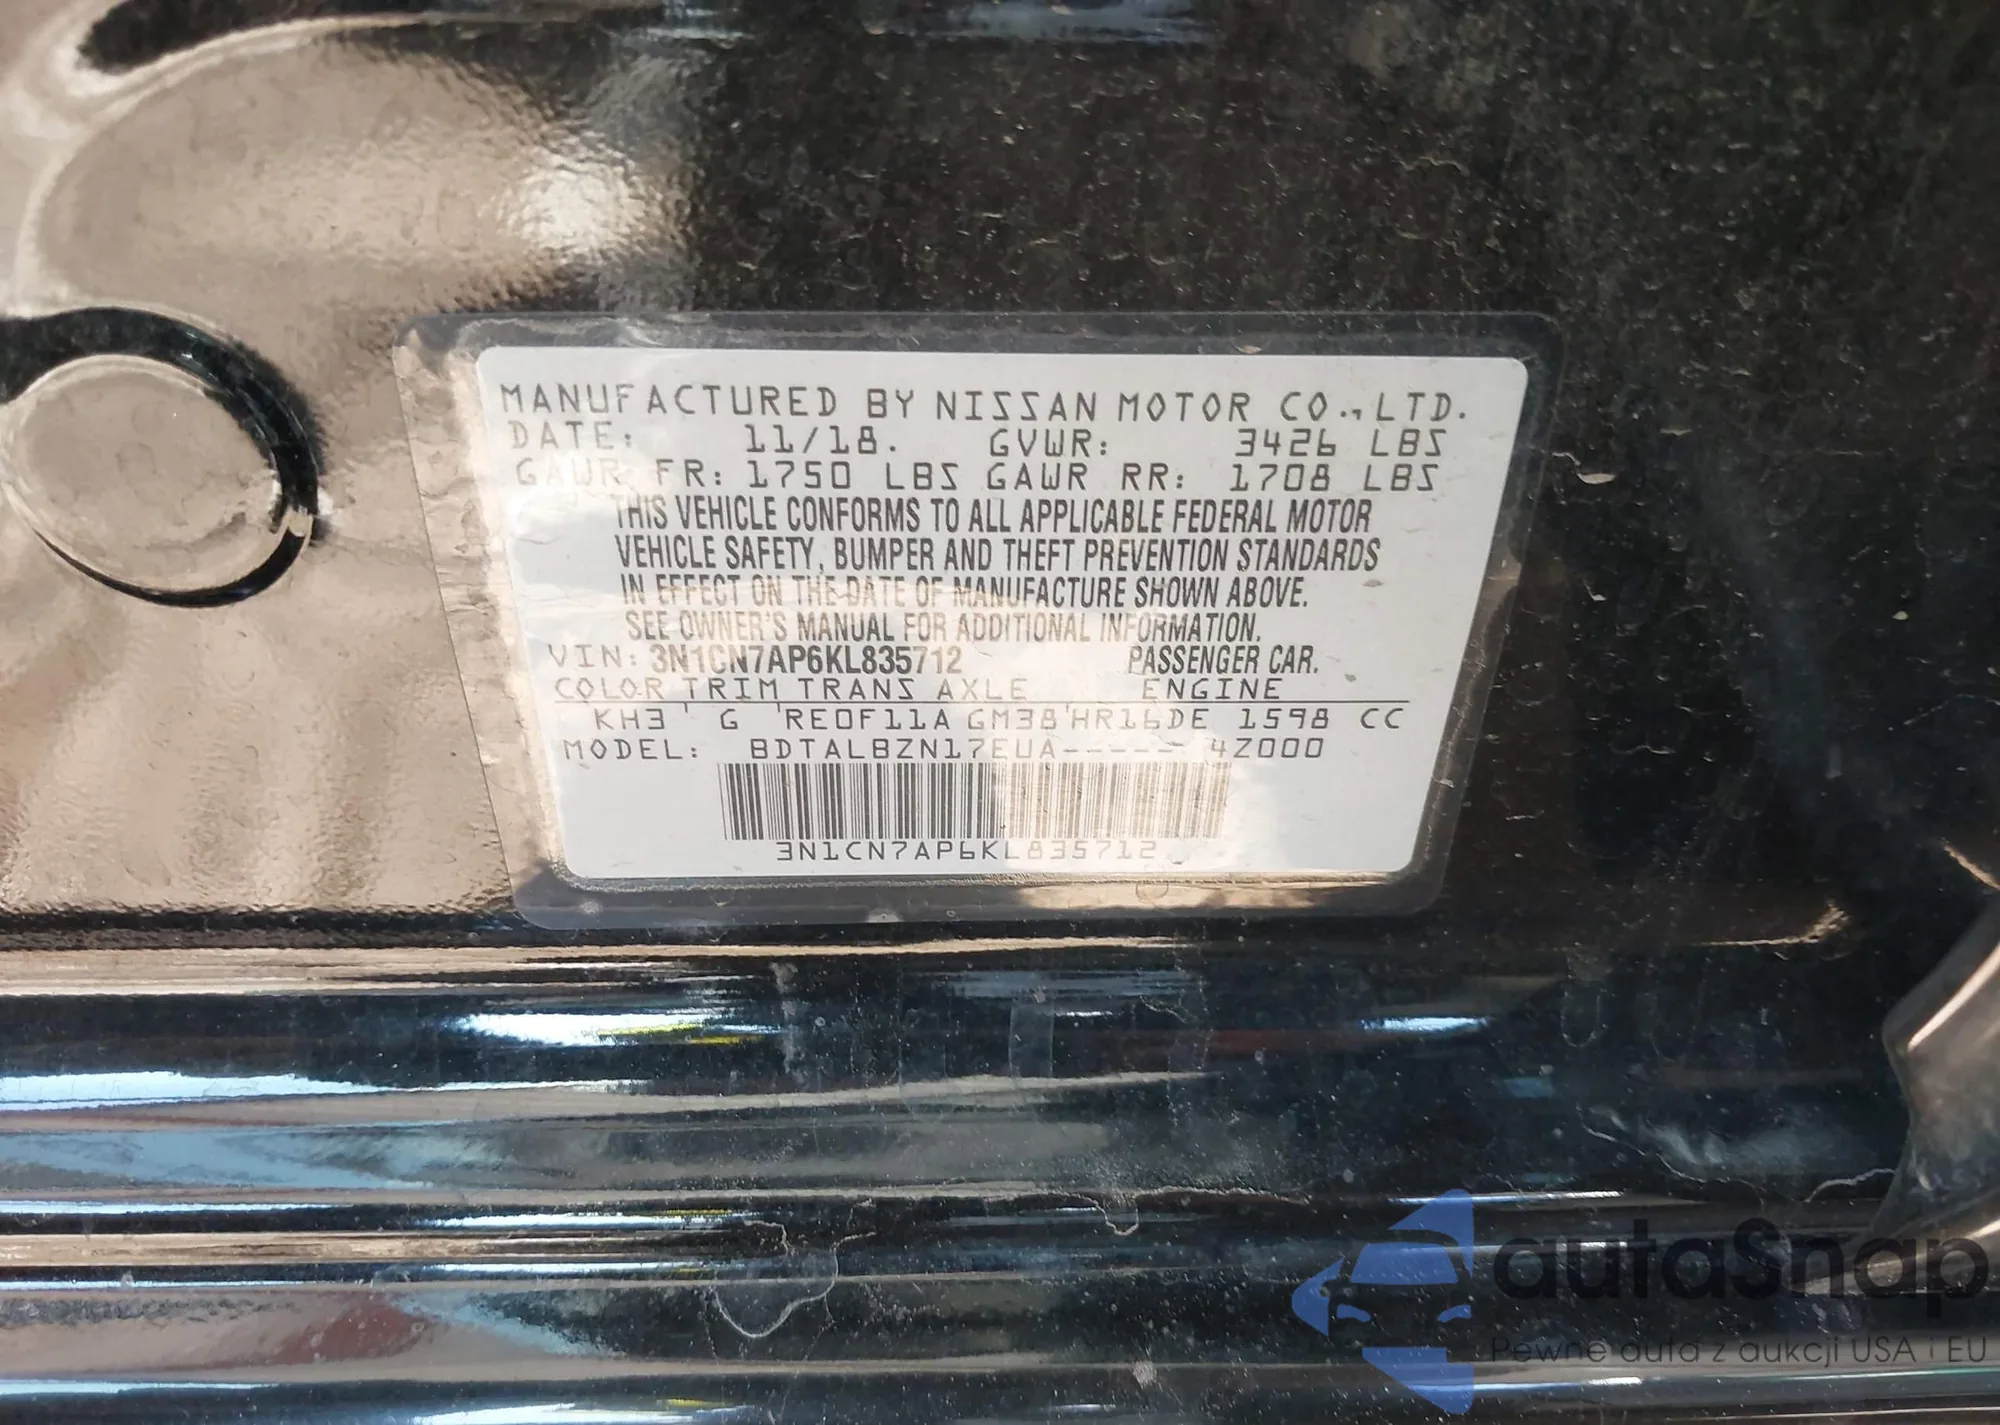 MANUFACTURED BY NISSAN MOTOR CO., LTD.
DATE: 11/18. GVWR: 3426 LBS
GAWR FR: 1750 LBS GAWR RR: 1708 LBS
THIS VEHICLE CONFORMS TO ALL APPLICABLE FEDERAL MOTOR
VEHICLE SAFETY, BUMPER AND THEFT PREVENTION STANDARDS
IN EFFECT ON THE DATE OF MANUFACTURE SHOWN ABOVE.
SEE OWNER'S MANUAL FOR ADDITIONAL INFORMATION.
VIN: 3N1CN7AP6KL835712 PASSENGER CAR.
COLOR TRIM TRANS AXLE ENGINE
KH3 G RE0F11A GM38 HR16DE 1598 CC
MODEL: BDTALBZN17EUA-----4Z000
3N1CN7AP6KL835712
autaSnap
Pewne auta z aukcji USA i EU